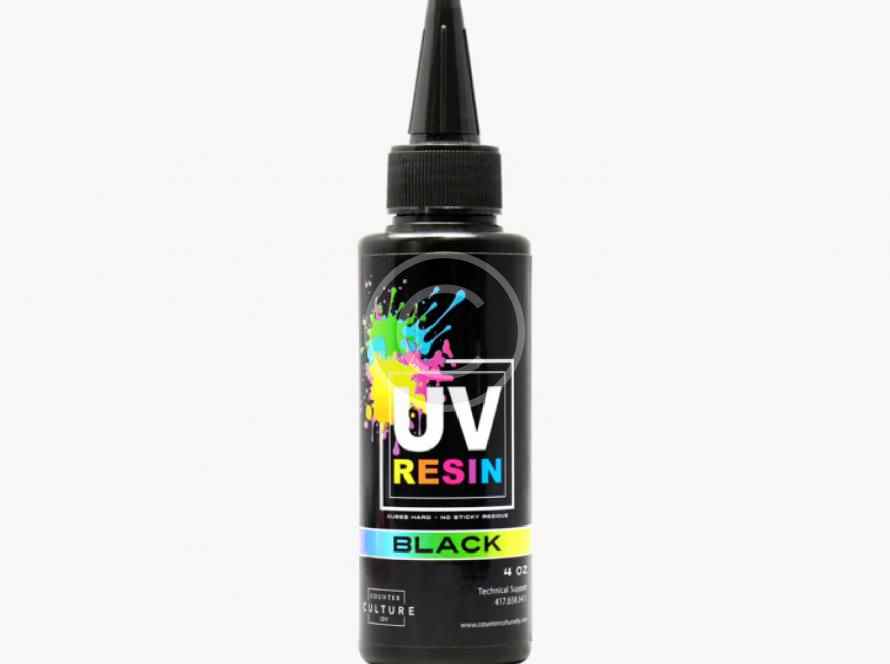 UV
RESIN
CURES HARD - NO STICKY RESIDUE
BLACK
4 OZ
Technical Support
COUNTER
CULTURE
DIY